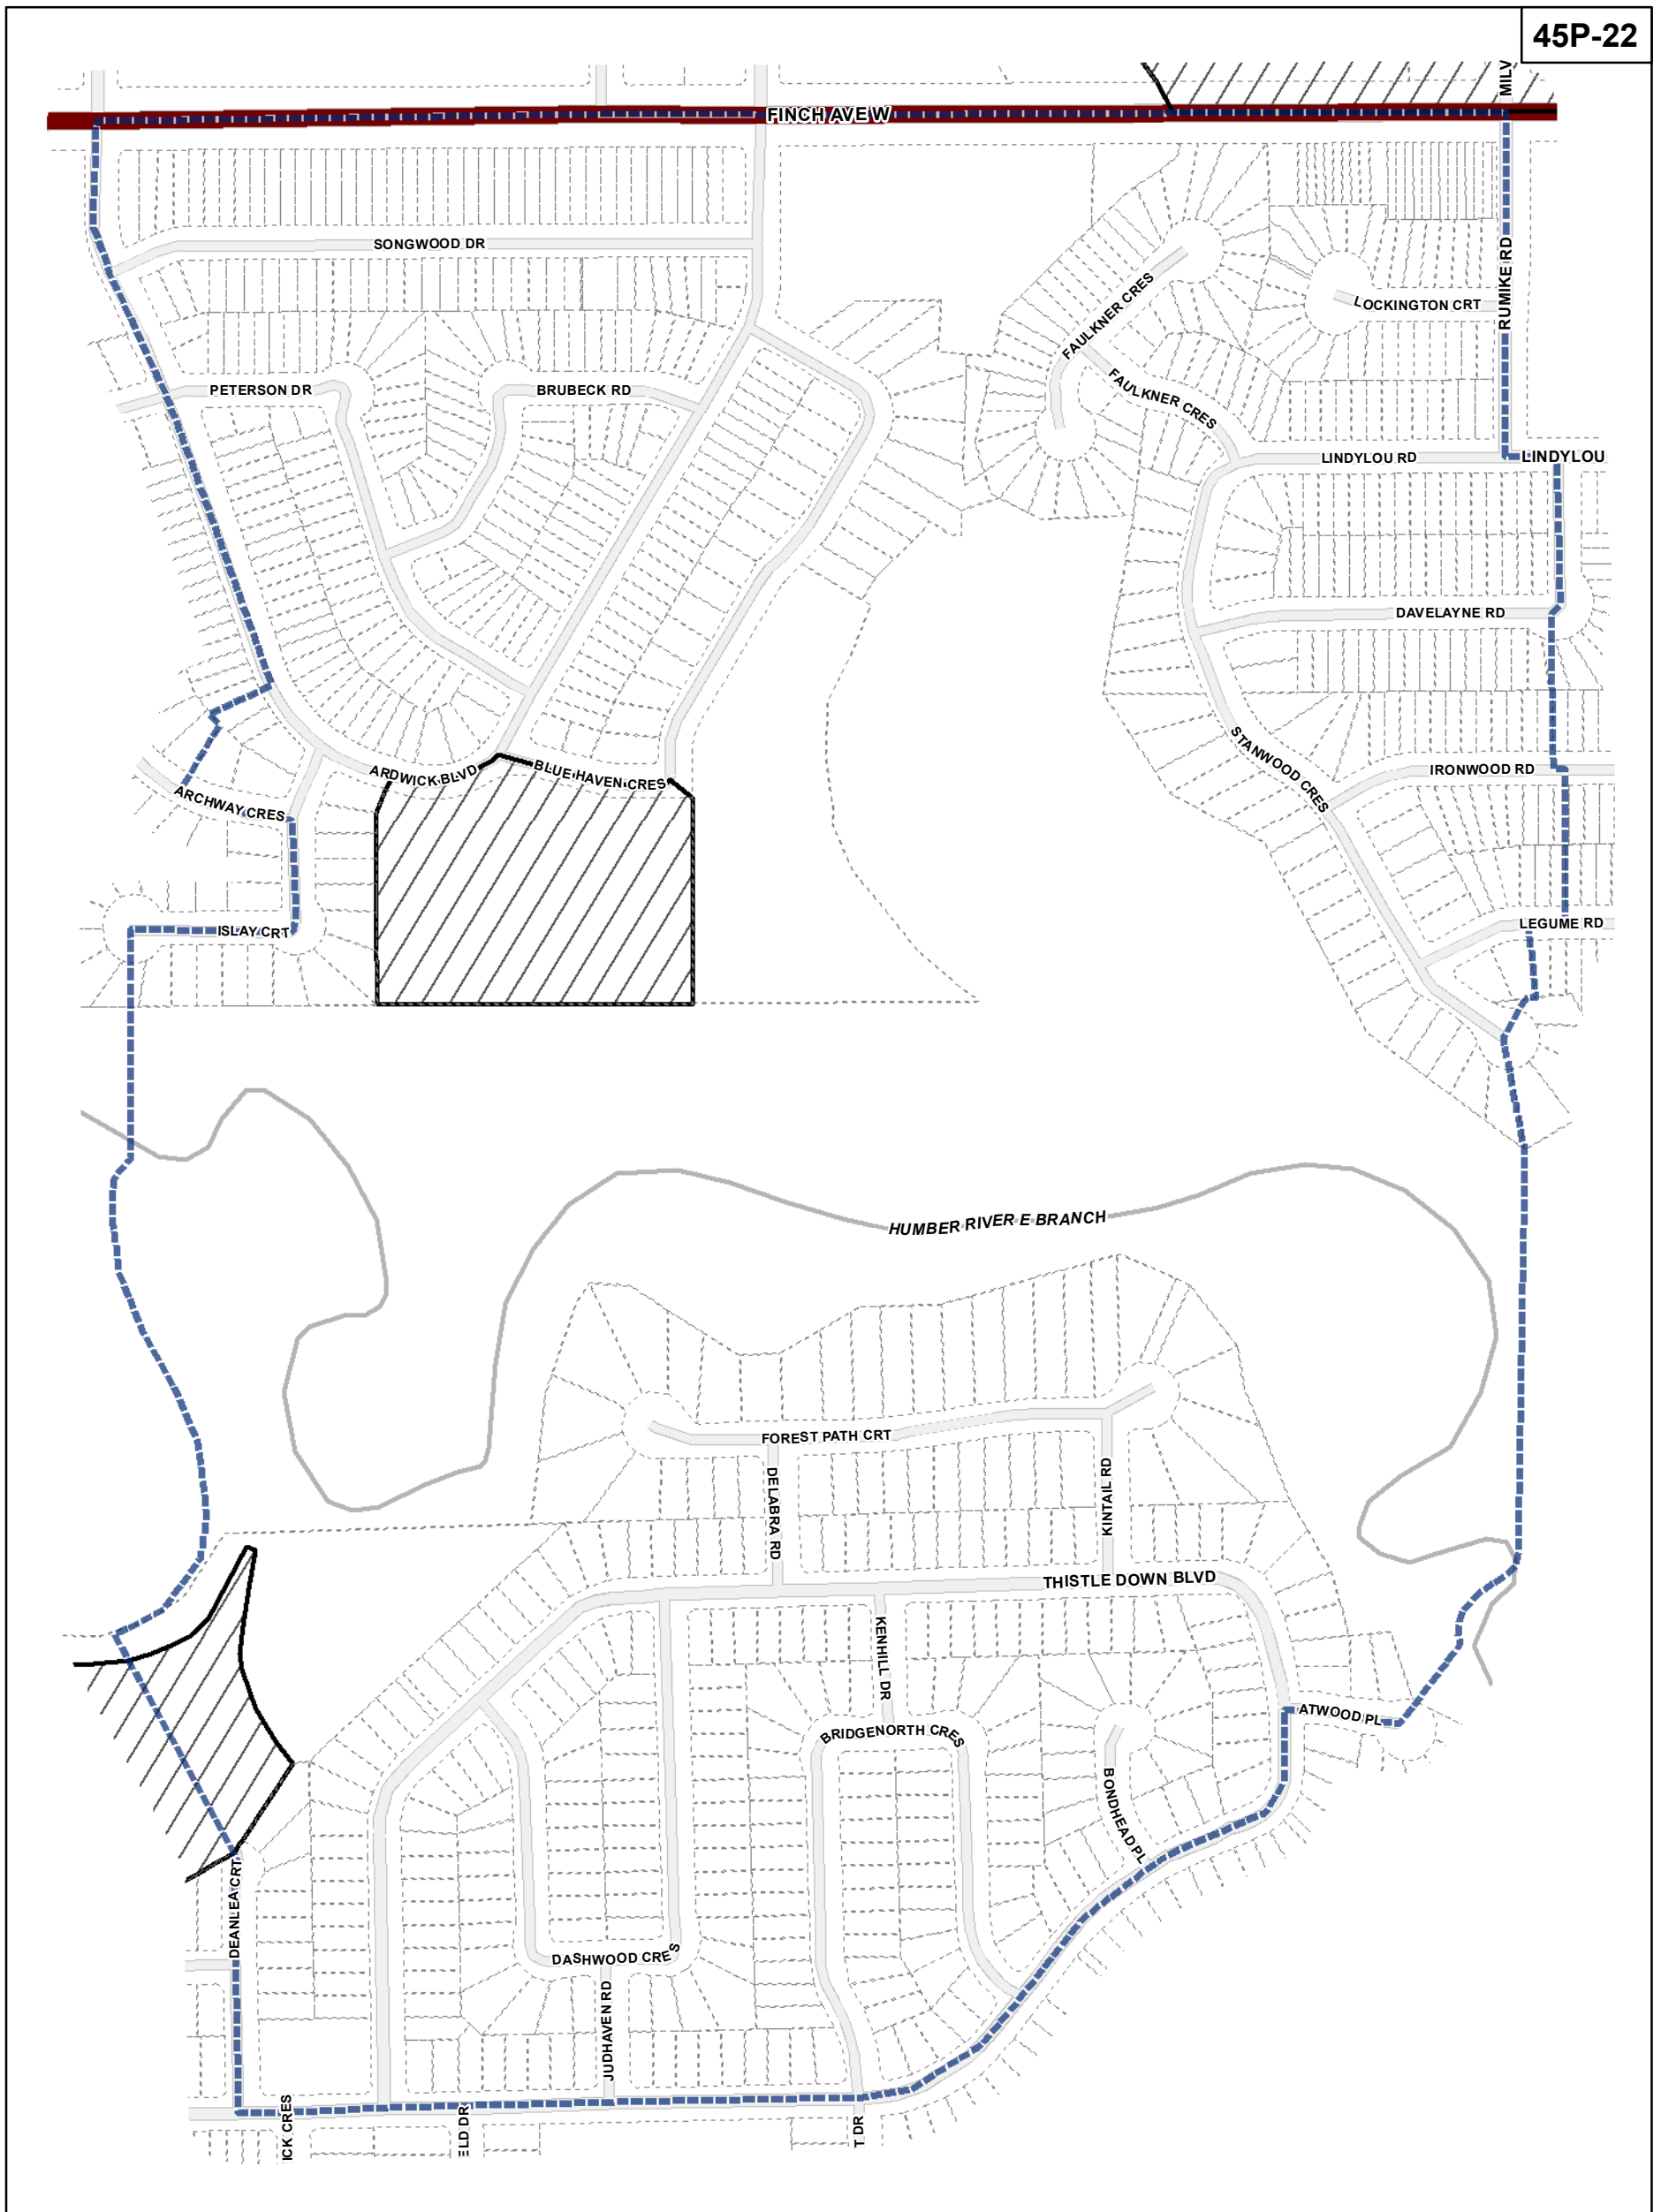 45P-22
MILV
FINCH AVE W
SONGWOOD DR
RUMIKE RD
FAULKNER CRES
LOCKINGTON CRT
PETERSON DR
BRUBECK RD
FAULKNER CRES
LINDYLOU RD
LINDYLOU
DAVELAYNE RD
STANWOOD CRES
ARDWICK BLVD
BLUE HAVEN CRES
IRONWOOD RD
ARCHWAY CRES
LEGUME RD
ISLAY CRT
HUMBER RIVER E BRANCH
FOREST PATH CRT
DELABRA RD
KINTAIL RD
THISTLE DOWN BLVD
KENHILL DR
ATWOOD PL
BRIDGENORTH CRES
BONDHEAD PL
DEANLEA CRT
DASHWOOD CRES
JUDHAVEN RD
ICK CRES
ELD DR
T DR